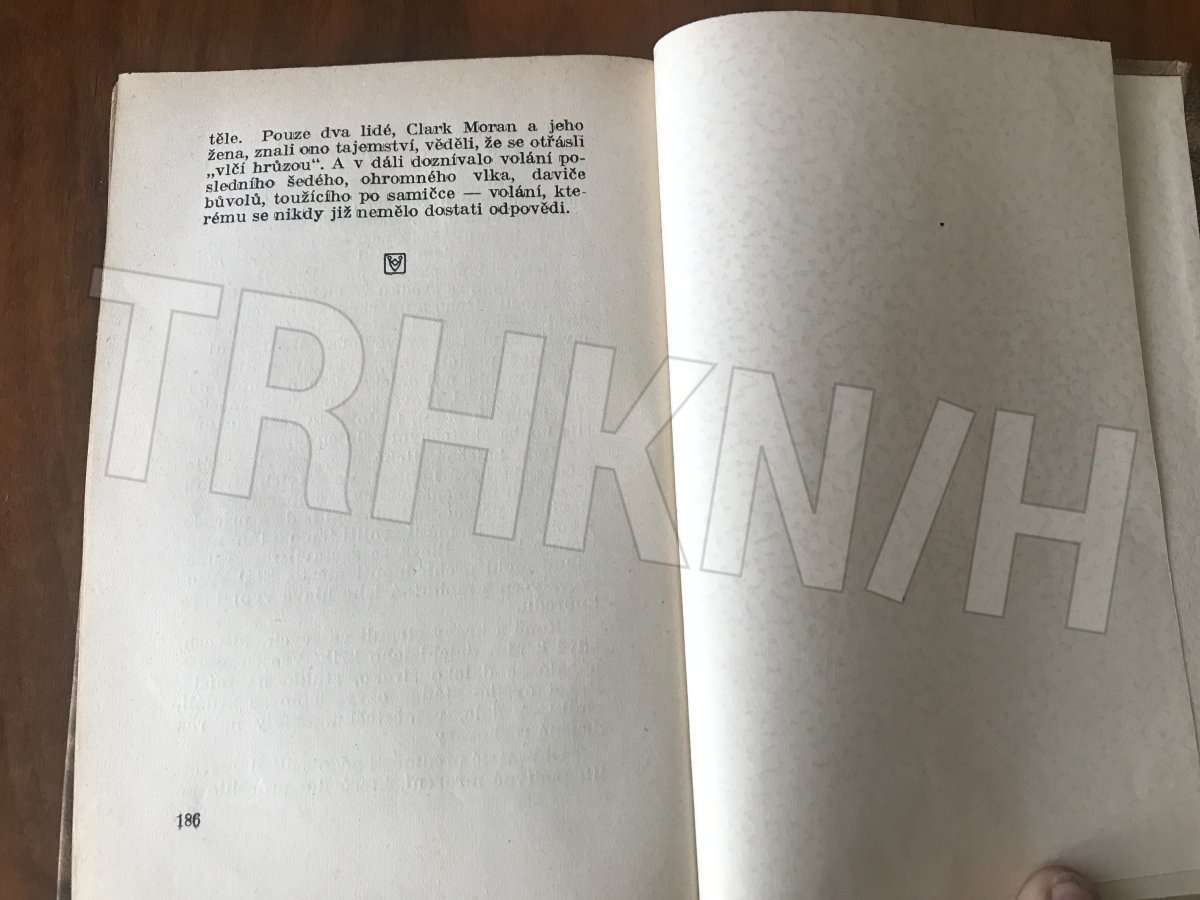 těle. Pouze dva lidé, Clark Moran a jeho
žena, znali ono tajemství, věděli, že se otřásli
„vlčí hrůzou“. A v dáli doznívalo volání po-
sledního šedého, ohromného vlka, daviče
bůvolů, toužícího po samičce — volání, kte-
rému se nikdy již nemělo dostati odpovědi.
TRHKN/H
186